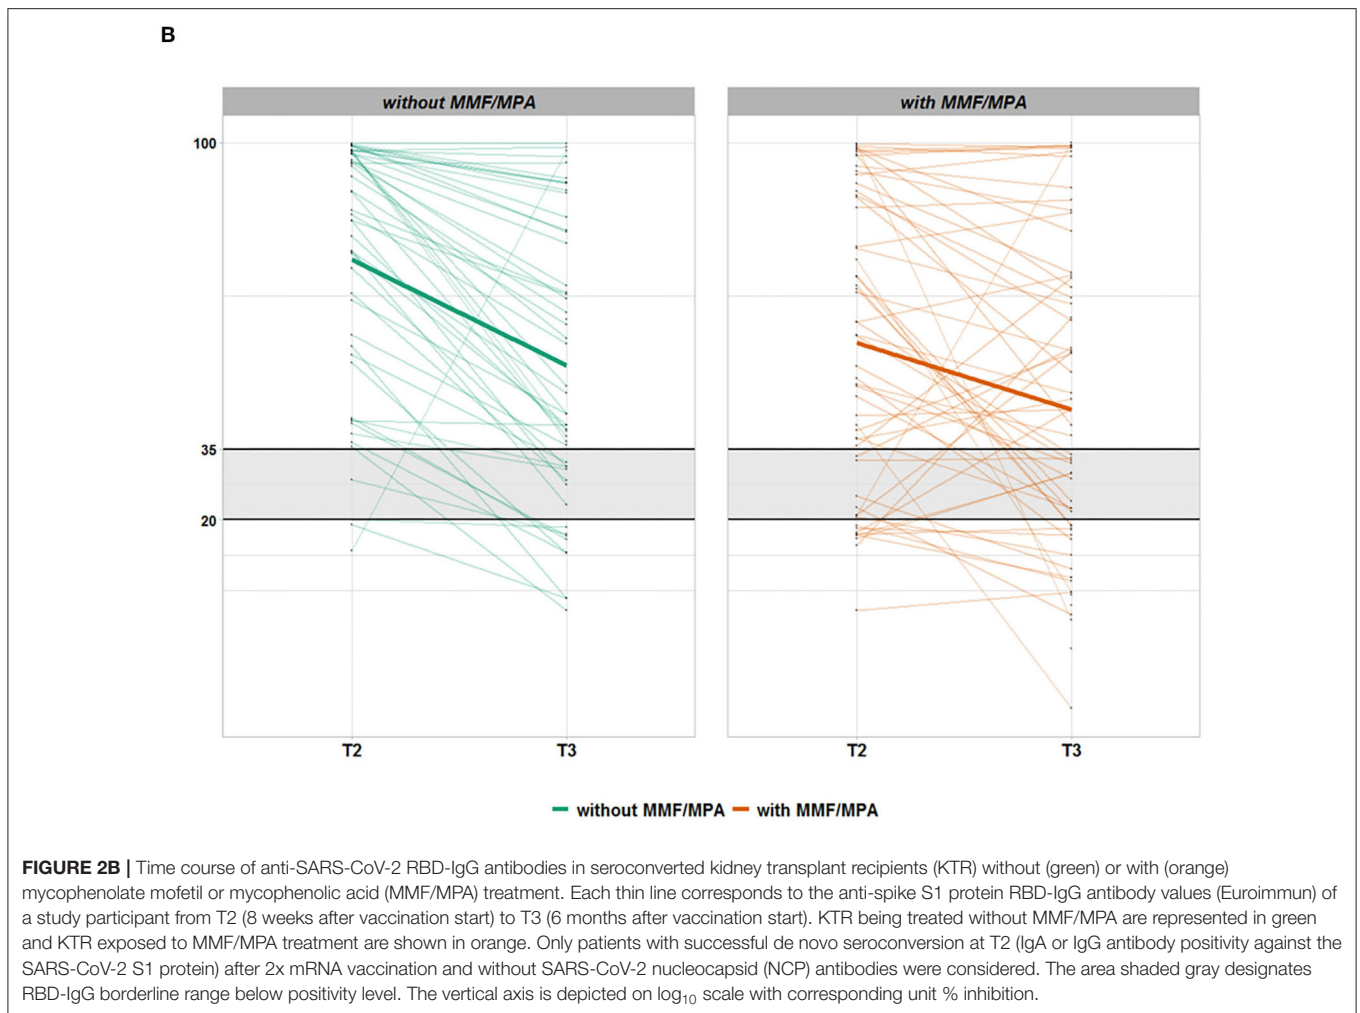 B
without MMF/MPA
with MMF/MPA
100
35
20
T2
T3
T2
T3
without MMF/MPA
with MMF/MPA
FIGURE 2B | Time course of anti-SARS-CoV-2 RBD-IgG antibodies in seroconverted kidney transplant recipients (KTR) without (green) or with (orange)
mycophenolate mofetil or mycophenolic acid (MMF/MPA) treatment. Each thin line corresponds to the anti-spike S1 protein RBD-IgG antibody values (Euroimmun) of
a study participant from T2 (8 weeks after vaccination start) to T3 (6 months after vaccination start). KTR being treated without MMF/MPA are represented in green
and KTR exposed to MMF/MPA treatment are shown in orange. Only patients with successful de novo seroconversion at T2 (IgA or IgG antibody positivity against the
SARS-CoV-2 S1 protein) after 2x mRNA vaccination and without SARS-CoV-2 nucleocapsid (NCP) antibodies were considered. The area shaded gray designates
RBD-IgG borderline range below positivity level. The vertical axis is depicted on log10 scale with corresponding unit % inhibition.